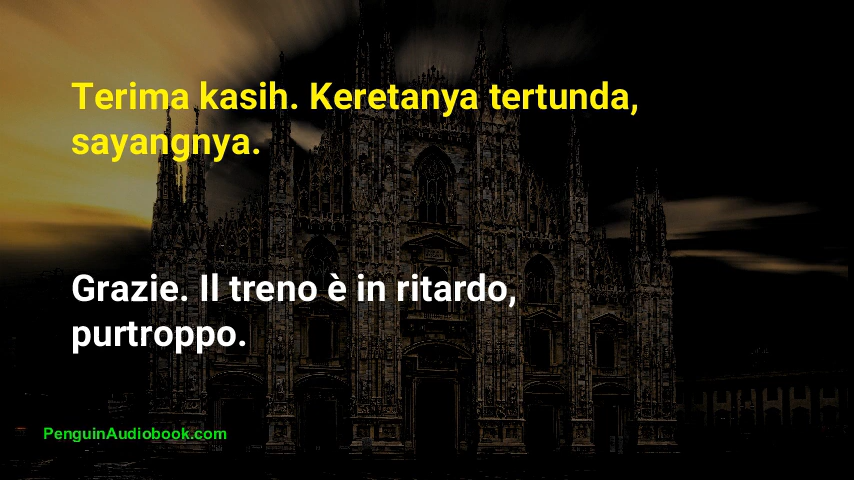 Terima kasih. Keretanya tertunda,
sayangnya.
Grazie. Il treno è in ritardo,
purtroppo.
PenguinAudiobook.com